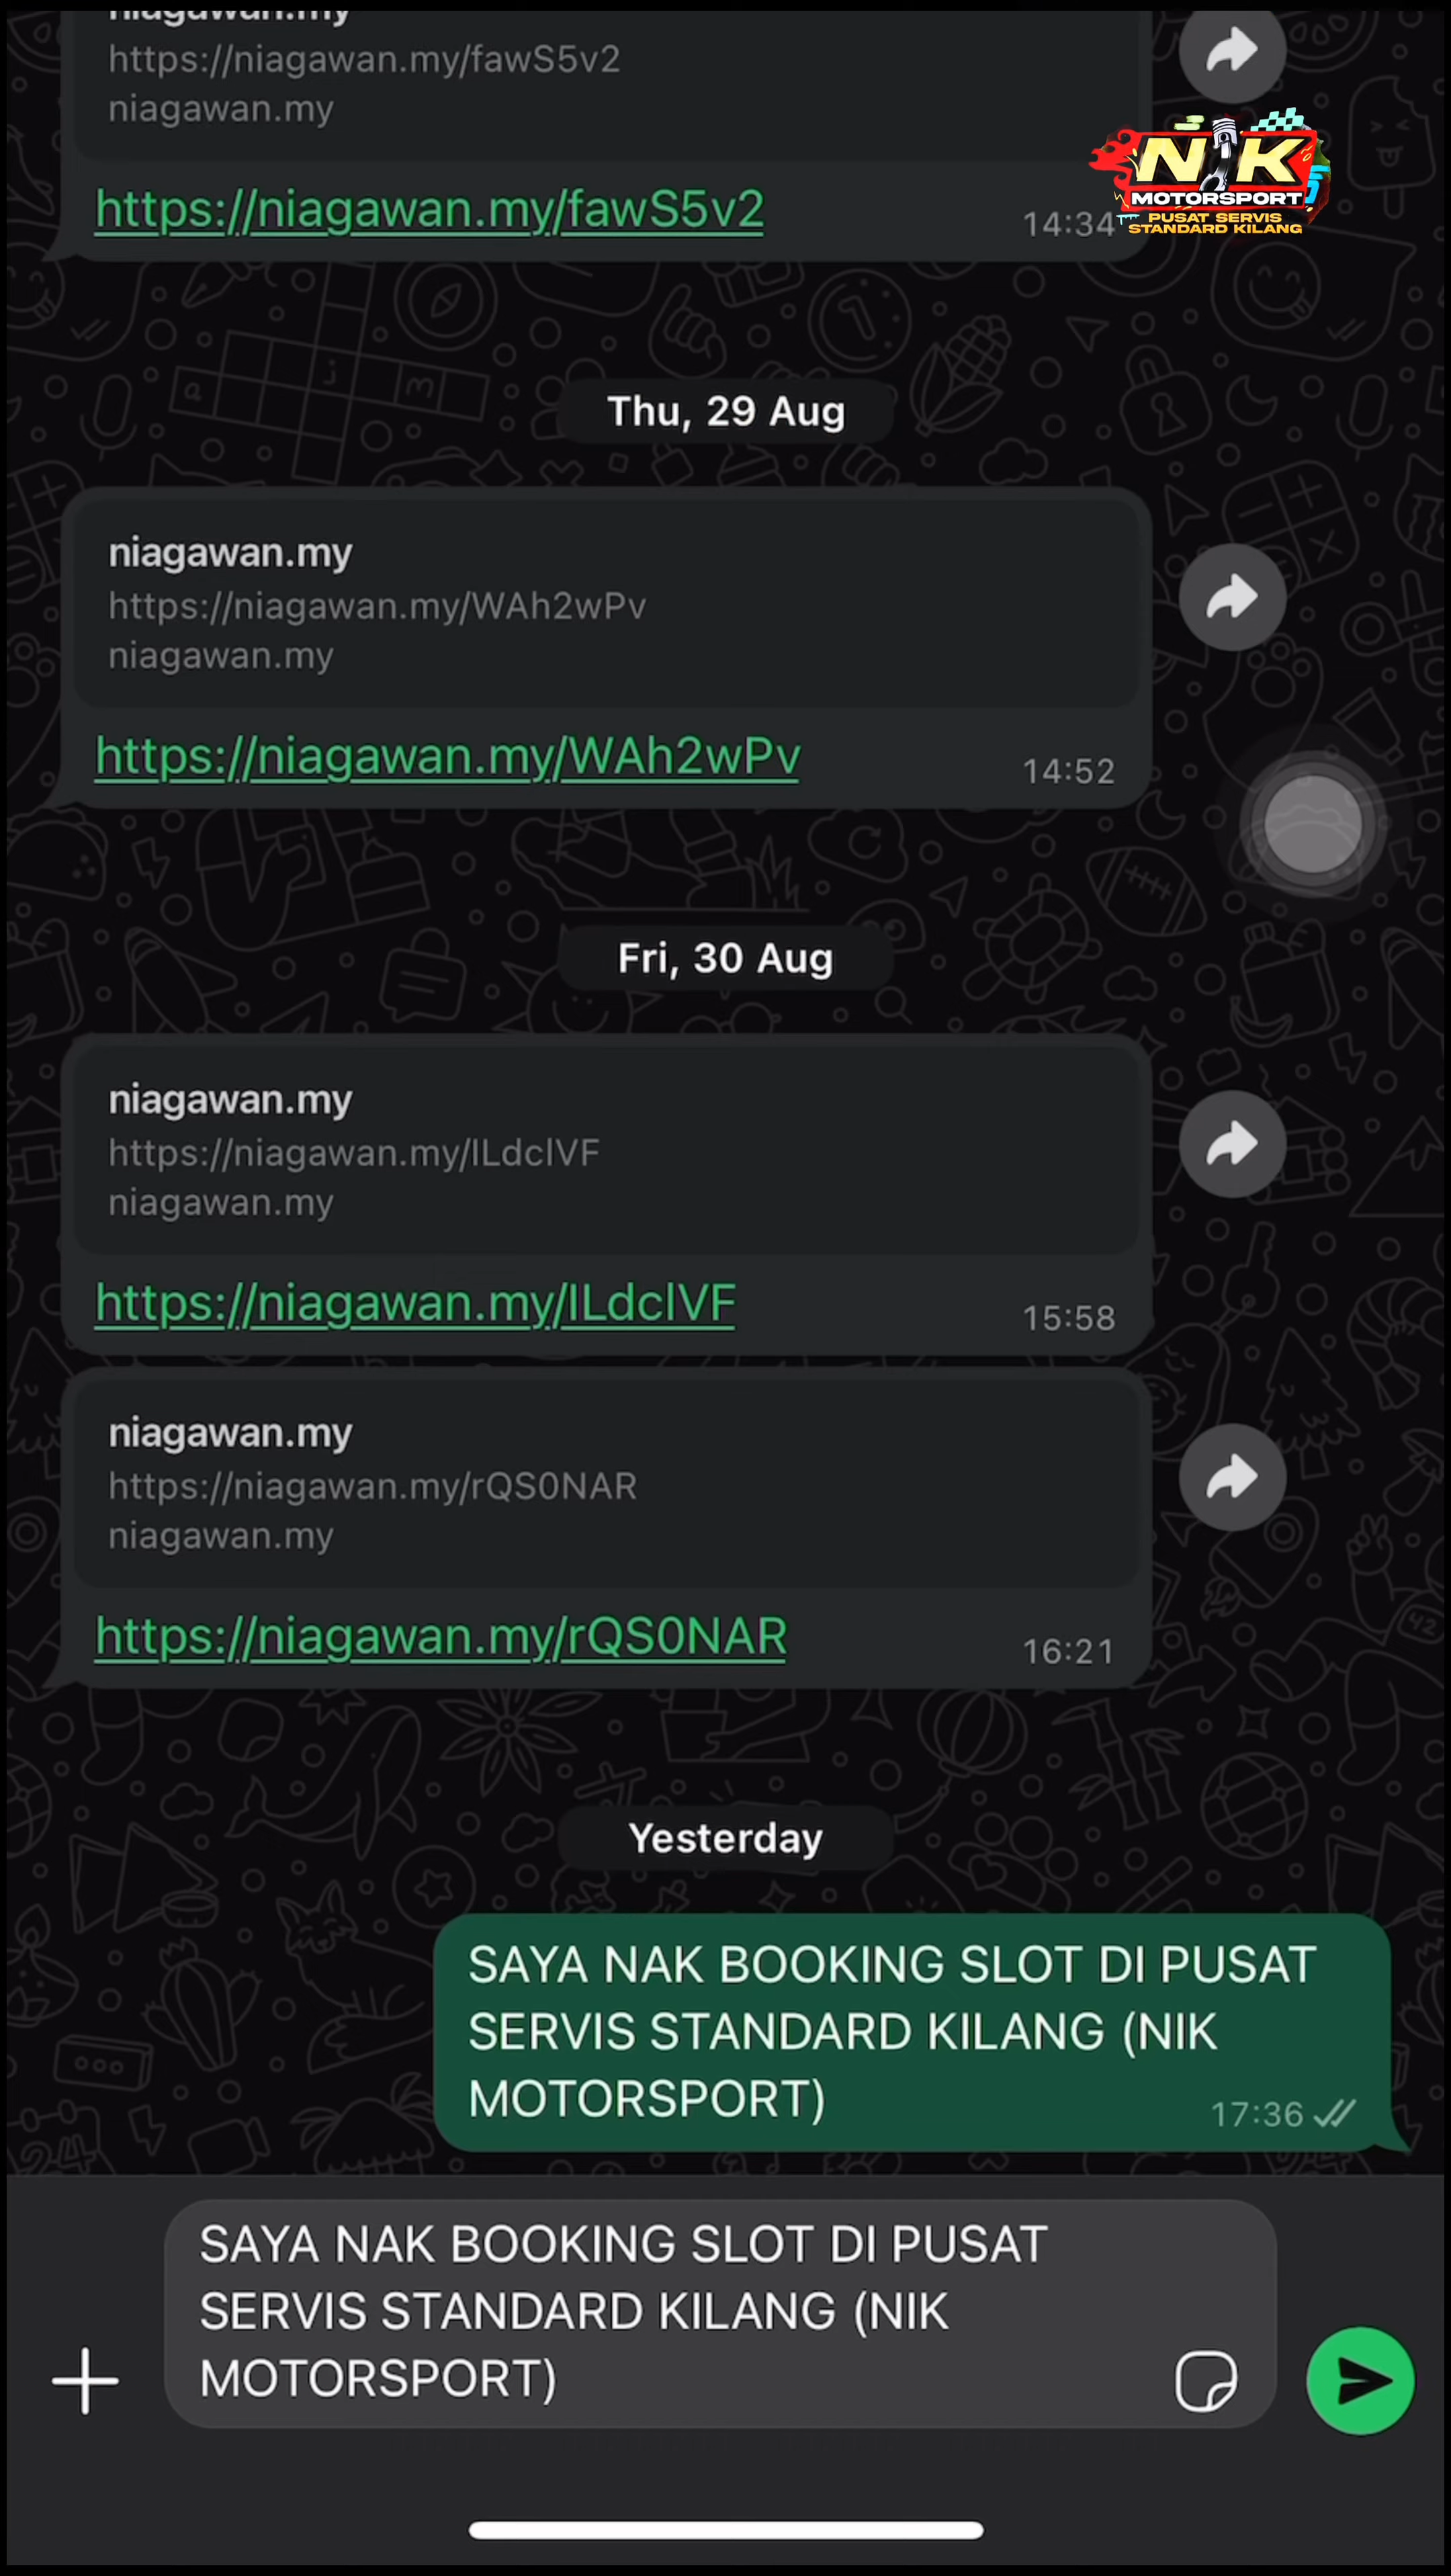 niagawan.my
https://niagawan.my/fawS5v2
niagawan.my
https://niagawan.my/fawS5v2
14:34
NIK
MOTORSPORT
PUSAT SERVIS
STANDARD KILANG
Thu, 29 Aug
niagawan.my
https://niagawan.my/WAh2wPv
niagawan.my
https://niagawan.my/WAh2wPv
14:52
Fri, 30 Aug
niagawan.my
https://niagawan.my/ILdclVF
niagawan.my
https://niagawan.my/ILdclVF
15:58
niagawan.my
https://niagawan.my/rQS0NAR
niagawan.my
https://niagawan.my/rQS0NAR
16:21
Yesterday
SAYA NAK BOOKING SLOT DI PUSAT
SERVIS STANDARD KILANG (NIK
MOTORSPORT)
17:36
SAYA NAK BOOKING SLOT DI PUSAT
SERVIS STANDARD KILANG (NIK
MOTORSPORT)